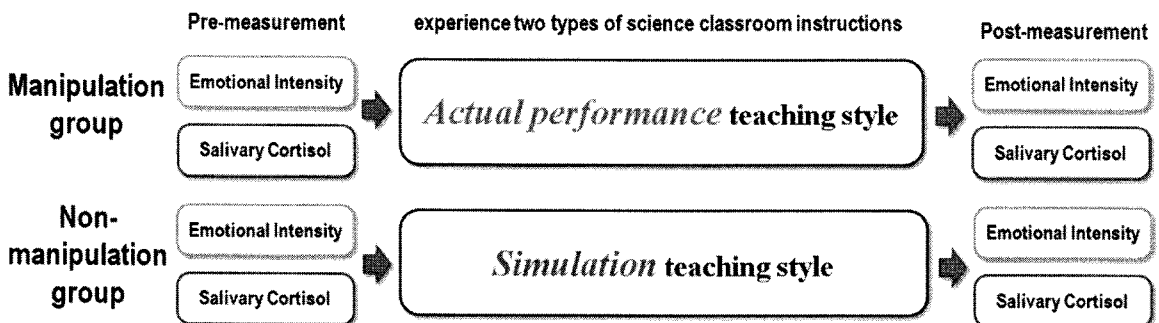 Pre-measurement
experience two types of science classroom instructions
Post-measurement
Manipulation
group
Emotional Intensity
Salivary Cortisol
Actual performance teaching style
Emotional Intensity
Salivary Cortisol
Non-
manipulation
group
Emotional Intensity
Salivary Cortisol
Simulation teaching style
Emotional Intensity
Salivary Cortisol